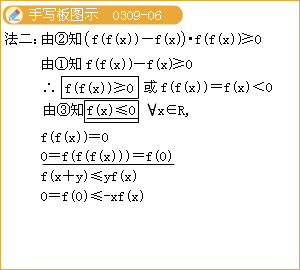 手写板图示 0309-06
法二：由②知(f(f(x))－f(x))•f(f(x))≥0
由①知 f(f(x))－f(x)≥0
∴ f(f(x))≥0 或 f(f(x))＝f(x)＜0
由③知 f(x)≤0 ∀x∈R,
f(f(x))＝0
0＝f(f(f(x)))＝f(0)
f(x＋y)≤yf(x)
0＝f(0)≤-xf(x)